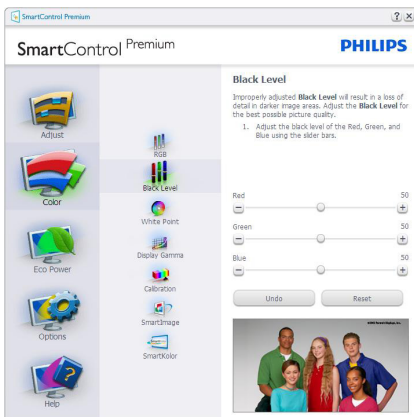 SmartControl Premium
SmartControl Premium
PHILIPS
Adjust
Color
Eco Power
Options
Help
RGB
Black Level
White Point
Display Gamma
Calibration
SmartImage
SmartKolor
Black Level
Improperly adjusted Black Level will result in a loss of
detail in darker image areas. Adjust the Black Level for
the best possible picture quality.
1. Adjust the black level of the Red, Green, and
Blue using the slider bars.
Red 50
Green 50
Blue 50
Undo Reset